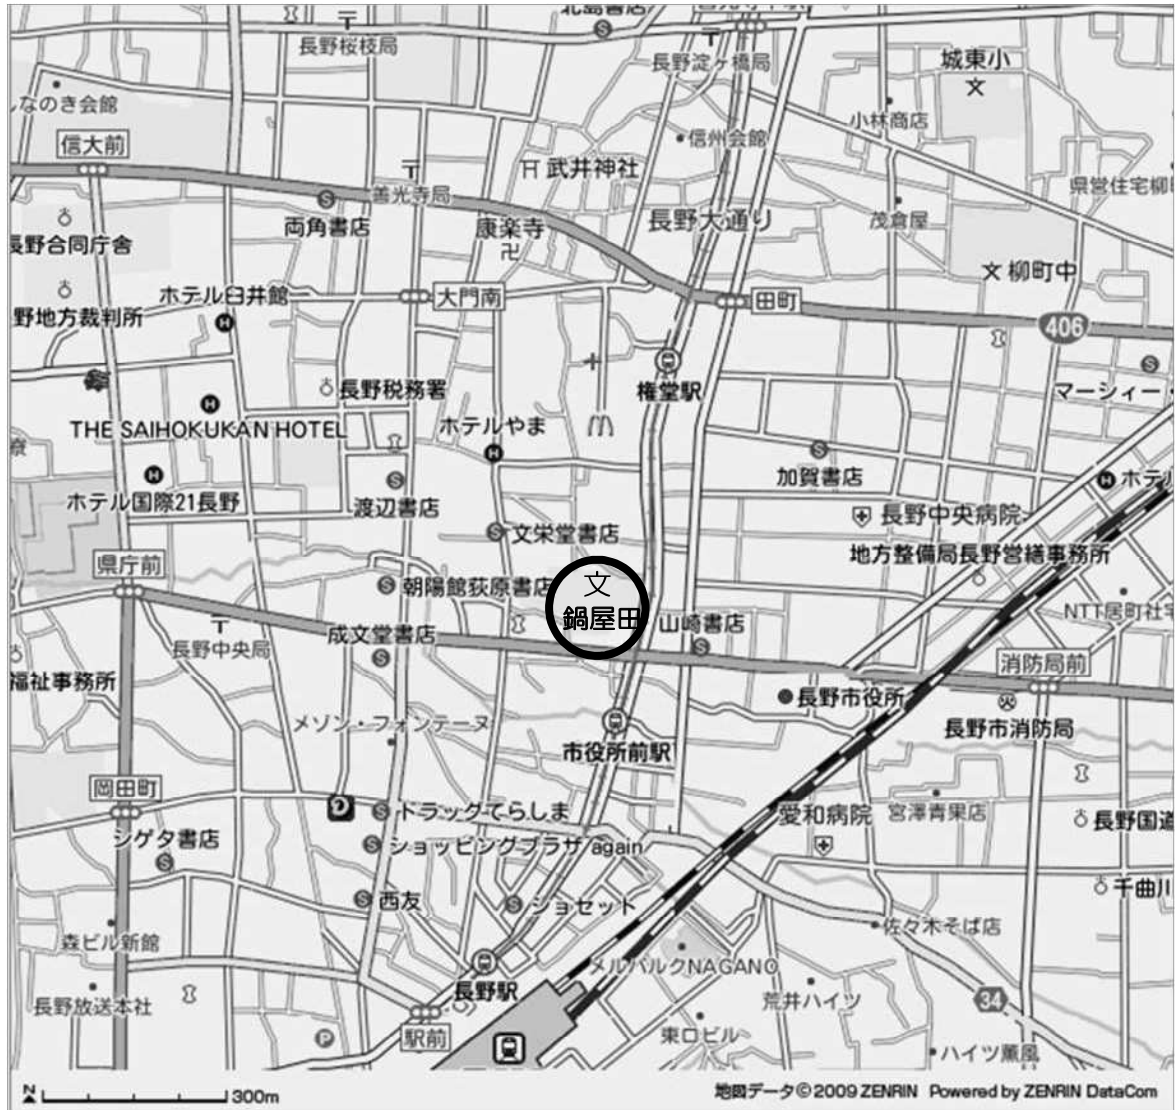 長野桜枝局
長野淀ヶ橋局
城東小
文
しなのき会館
小林商店
信州会館
信大前
武井神社
善光寺局
両角書店
康楽寺
卍
長野大通り
茂倉屋
長野合同庁舎
文 柳町中
ホテル臼井館
大門南
田町
406
野地方裁判所
権堂駅
長野税務署
マーシィー・
THE SAIHOKUKAN HOTEL
ホテルやま
加賀書店
ホテル国際21長野
渡辺書店
文栄堂書店
長野中央病院
地方整備局長野営繕事務所
県庁前
朝陽館荻原書店
文
鍋屋田
NTT居町社宅
成文堂書店
山崎書店
長野中央局
消防局前
福祉事務所
長野市役所
メゾン・フォンテーヌ
長野市消防局
市役所前駅
岡田町
ドラッグてらしま
愛和病院
宮澤青果店
長野国道
シゲタ書店
ショッピングプラザ again
西友
ショセット
千曲川
佐々木そば店
森ビル新館
メルパルクNAGANO
長野駅
荒井ハイツ
34
長野放送本社
駅前
P
東口ビル
ハイツ薫風
N
300m
地図データ©2009 ZENRIN Powered by ZENRIN DataCom